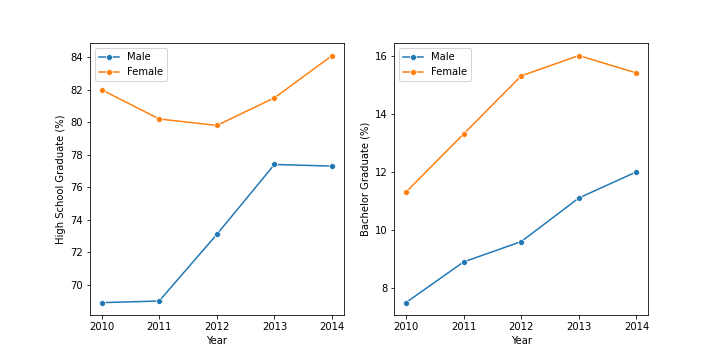 Male
Female
84
82
80
78
76
74
72
70
High School Graduate (%)
2010 2011 2012 2013 2014
Year
Male
Female
16
14
12
10
8
Bachelor Graduate (%)
2010 2011 2012 2013 2014
Year